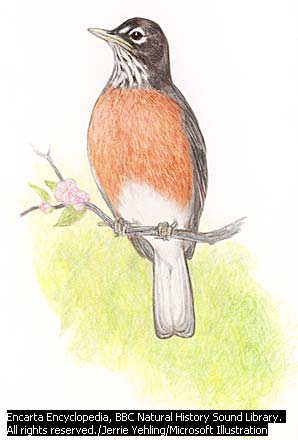 Encarta Encyclopedia, BBC Natural History Sound Library.
All rights reserved./Jerrie Yehling/Microsoft Illustration